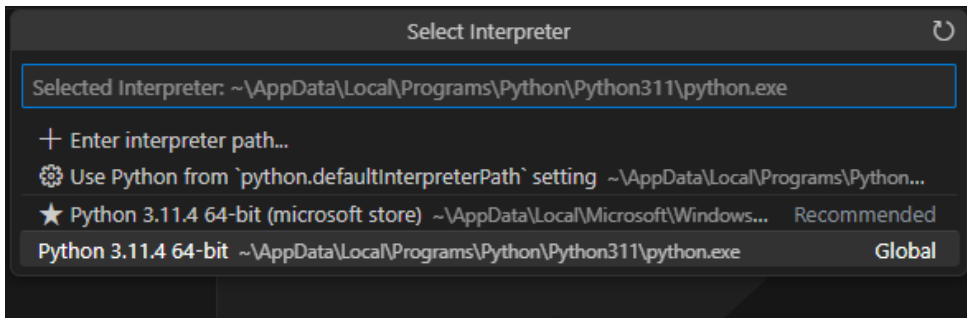 Select Interpreter
Selected Interpreter: ~\AppData\Local\Programs\Python\Python311\python.exe
Enter interpreter path...
Use Python from `python.defaultInterpreterPath` setting ~\AppData\Local\Programs\Python...
Python 3.11.4 64-bit (microsoft store) ~\AppData\Local\Microsoft\Windows... Recommended
Python 3.11.4 64-bit ~\AppData\Local\Programs\Python\Python311\python.exe Global